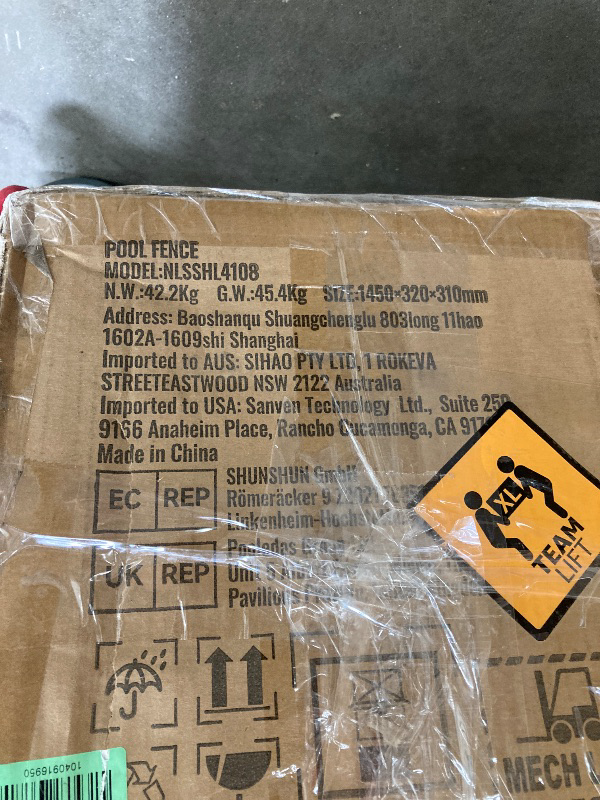 POOL FENCE
MODEL:NLSSHL4108
N.W.:42.2Kg G.W.:45.4Kg SIZE:1450×320×310mm
Address: Baoshanqu Shuangchenglu 803long 11hao
1602A-1609shi Shanghai
Imported to AUS: SIHAO PTY LTD, 1 ROKEVA
STREETEASTWOOD NSW 2122 Australia
Imported to USA: Sanven Technology Ltd., Suite 250
9166 Anaheim Place, Rancho Cucamonga, CA
Made in China
EC REP
SHUNSHUN GmbH
Römeräcker 9
UK REP
XL
TEAM
LIFT
MECH
1040916950